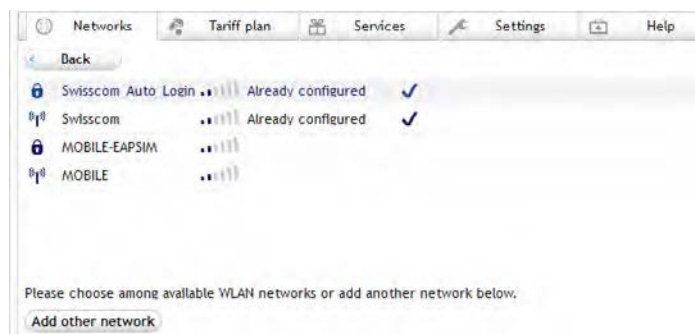 Networks Tariff plan Services Settings Help
Back
Swisscom Auto Login Already configured
Swisscom Already configured
MOBILE-EAPSIM
MOBILE
Please choose among available WLAN networks or add another network below.
Add other network